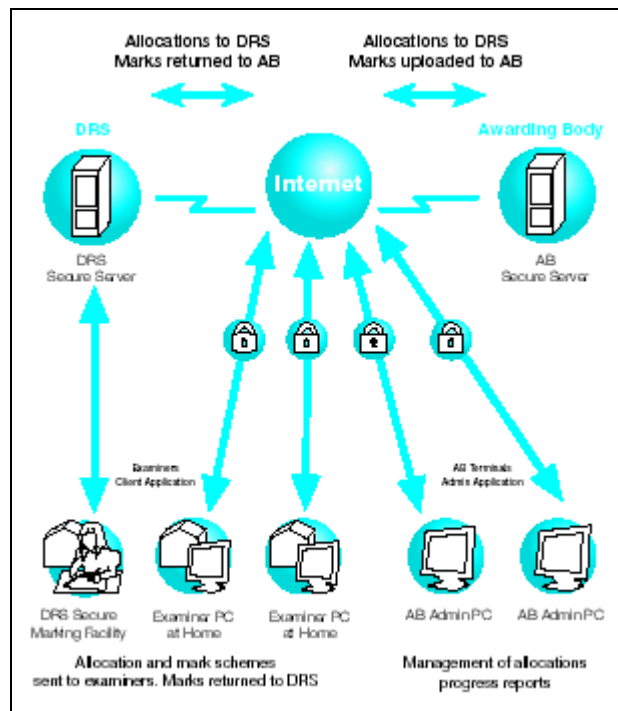 Allocations to DRS
Marks returned to AB
Allocations to DRS
Marks uploaded to AB
DRS
Awarding Body
Internet
DRS
Secure Server
AB
Secure Server
Examiners
Client Application
AB Terminals
Admin Application
DRS Secure
Marking Facility
Examiner PC
at Home
Examiner PC
at Home
AB Admin PC
AB Admin PC
Allocation and mark schemes
sent to examiners. Marks returned to DRS
Management of allocations
progress reports